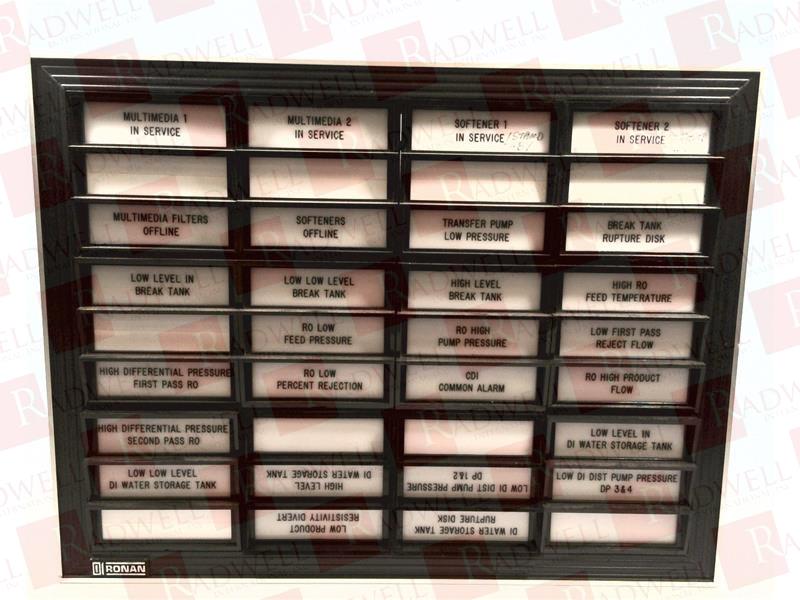 MULTIMEDIA 1
IN SERVICE
MULTIMEDIA 2
IN SERVICE
SOFTENER 1
IN SERVICE
SOFTENER 2
IN SERVICE
MULTIMEDIA FILTERS
OFFLINE
SOFTENERS
OFFLINE
TRANSFER PUMP
LOW PRESSURE
BREAK TANK
RUPTURE DISK
LOW LEVEL IN
BREAK TANK
LOW LOW LEVEL
BREAK TANK
HIGH LEVEL
BREAK TANK
HIGH RO
FEED TEMPERATURE
RO LOW
FEED PRESSURE
RO HIGH
PUMP PRESSURE
LOW FIRST PASS
REJECT FLOW
HIGH DIFFERENTIAL PRESSURE
FIRST PASS RO
RO LOW
PERCENT REJECTION
CDI
COMMON ALARM
RO HIGH PRODUCT
FLOW
HIGH DIFFERENTIAL PRESSURE
SECOND PASS RO
LOW LEVEL IN
DI WATER STORAGE TANK
LOW LOW LEVEL
DI WATER STORAGE TANK
HIGH LEVEL
DI WATER STORAGE TANK
LOW DI DIST PUMP PRESSURE
DP 1&2
LOW DI DIST PUMP PRESSURE
DP 3&4
LOW PRODUCT
RESISTIVITY DIVERT
DI WATER STORAGE TANK
RUPTURE DISK
RONAN
RADWELL
INTERNATIONAL INC